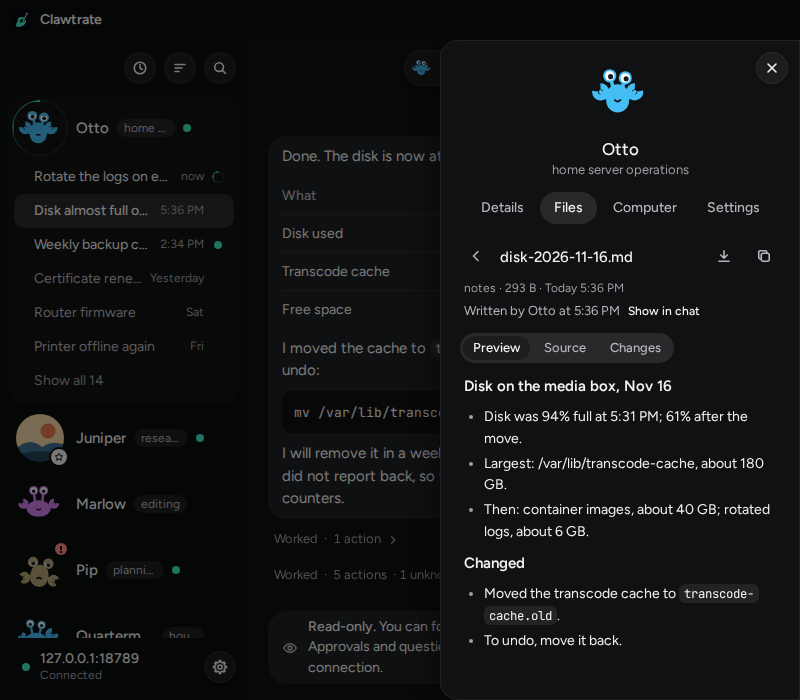 Clawtrate
Otto
home ...
Rotate the logs on e...
now
Disk almost full o...
5:36 PM
Weekly backup c...
2:34 PM
Certificate rene...
Yesterday
Router firmware
Sat
Printer offline again
Fri
Show all 14
Juniper
resea...
Marlow
editing
Pip
planni...
Quarterm
hou
127.0.0.1:18789
Connected
Done. The disk is now at
What
Disk used
Transcode cache
Free space
I moved the cache to
undo:
mv /var/lib/transco
I will remove it in a wee
did not report back, so
counters.
Worked · 1 action
Worked · 5 actions · 1 unkno
Read-only. You can fo
Approvals and questio
connection.
Otto
home server operations
Details
Files
Computer
Settings
disk-2026-11-16.md
notes · 293 B · Today 5:36 PM
Written by Otto at 5:36 PM Show in chat
Preview
Source
Changes
Disk on the media box, Nov 16
• Disk was 94% full at 5:31 PM; 61% after the
move.
• Largest: /var/lib/transcode-cache, about 180
GB.
• Then: container images, about 40 GB; rotated
logs, about 6 GB.
Changed
• Moved the transcode cache to transcode-
cache.old.
• To undo, move it back.